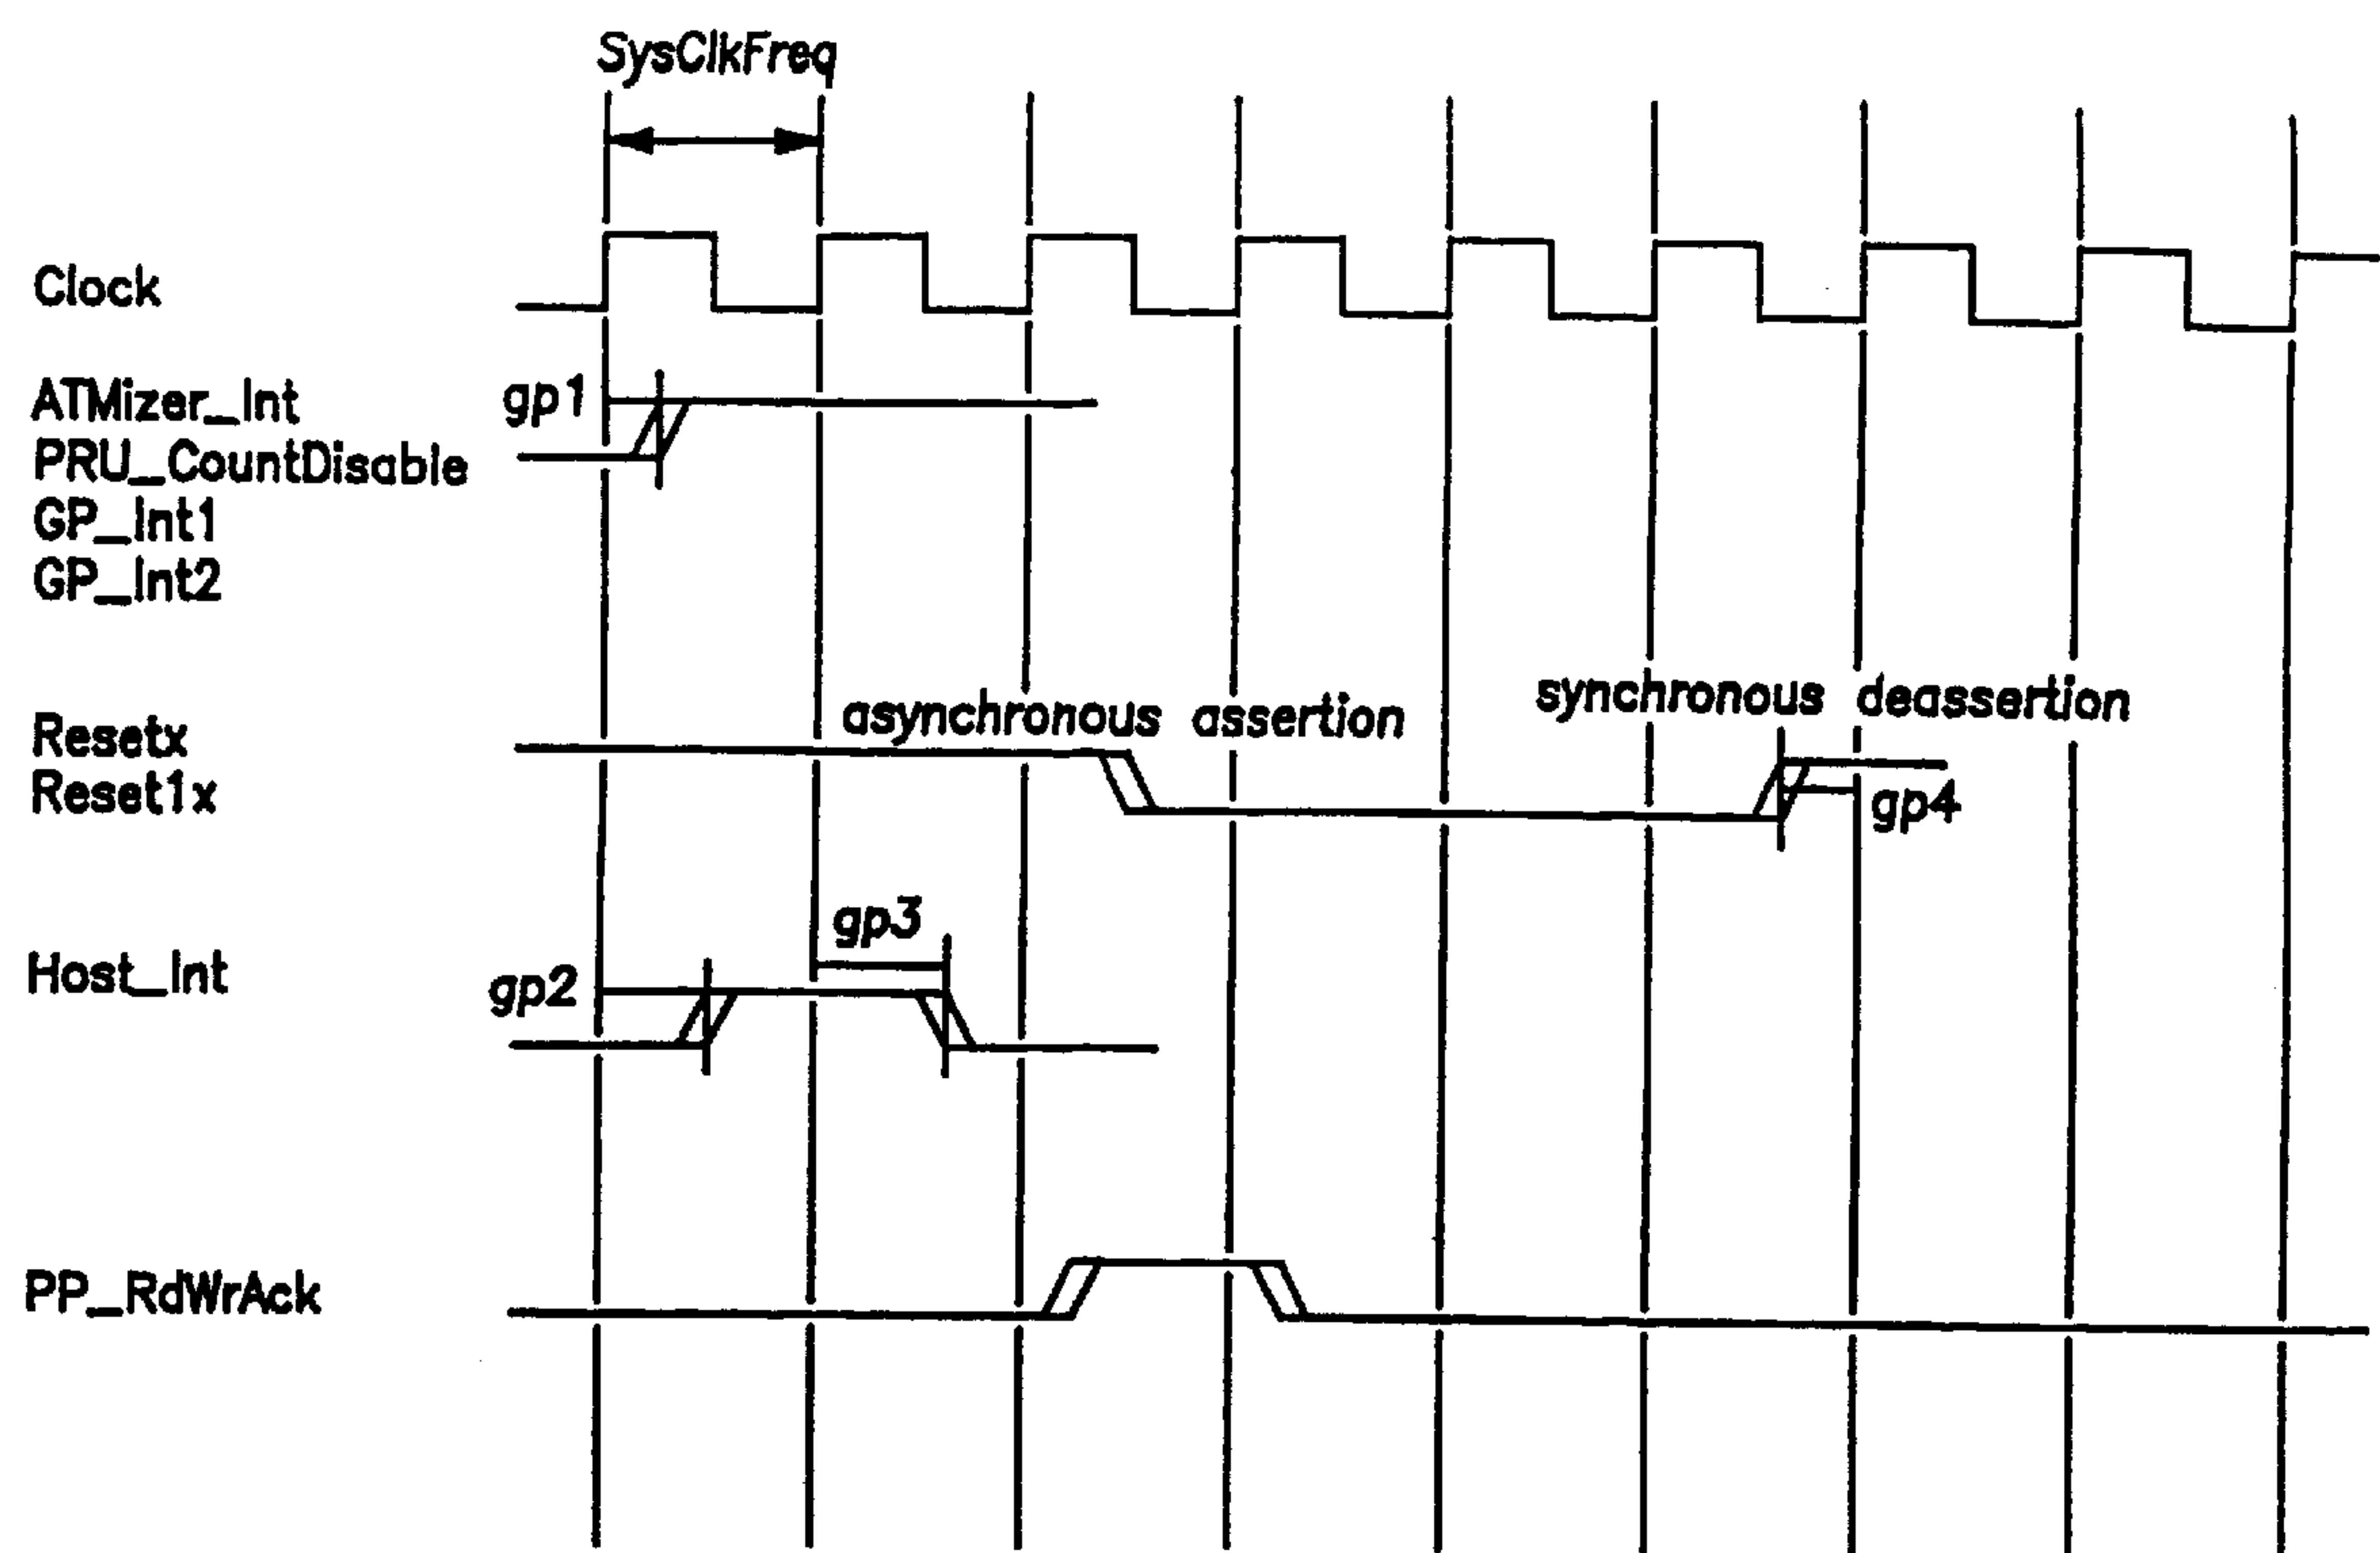 SysClkFreq
Clock
ATMizer_Int
gp1
PRU_CountDisable
GP_Int1
GP_Int2
asynchronous assertion
synchronous deassertion
Resetx
Reset1x
gp4
gp3
Host_Int
gp2
PP_RdWrAck